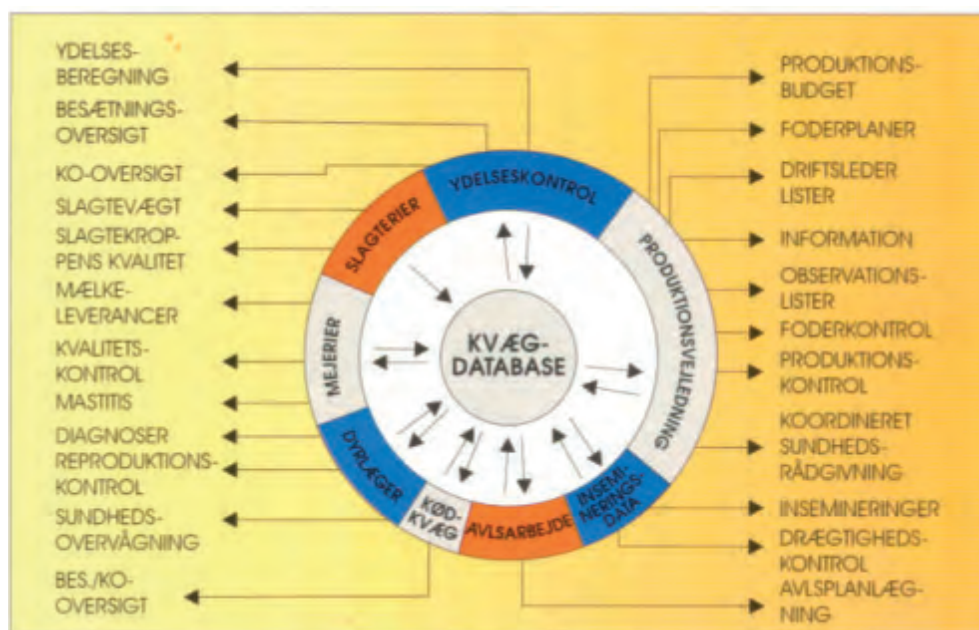 YDELSES-
BEREGNING
BESÆTNINGS-
OVERSIGT
KO-OVERSIGT
SLAGTEVÆGT
SLAGTEKROP-
PENS KVALITET
MÆLKE-
LEVERANCER
KVALITETS-
KONTROL
MASTITIS
DIAGNOSER
REPRODUKTIONS-
KONTROL
SUNDHEDS-
OVERVÅGNING
BES./KO-
OVERSIGT
YDELSESKONTROL
SLAGTERIER
MEJERIER
DYRLÆGER
KØD-
KVÆG
AVLSARBEJDE
INSEMI-
NERINGS-
DATA
PRODUKTIONSVEJLEDNING
KVÆG-
DATABASE
PRODUKTIONS-
BUDGET
FODERPLANER
DRIFTSLEDER
LISTER
INFORMATION
OBSERVATIONS-
LISTER
FODERKONTROL
PRODUKTIONS-
KONTROL
KOORDINERET
SUNDHEDS-
RÅDGIVNING
INSEMINERINGER
DRÆGTIGHEDS-
KONTROL
AVLSPLANLÆG-
NING